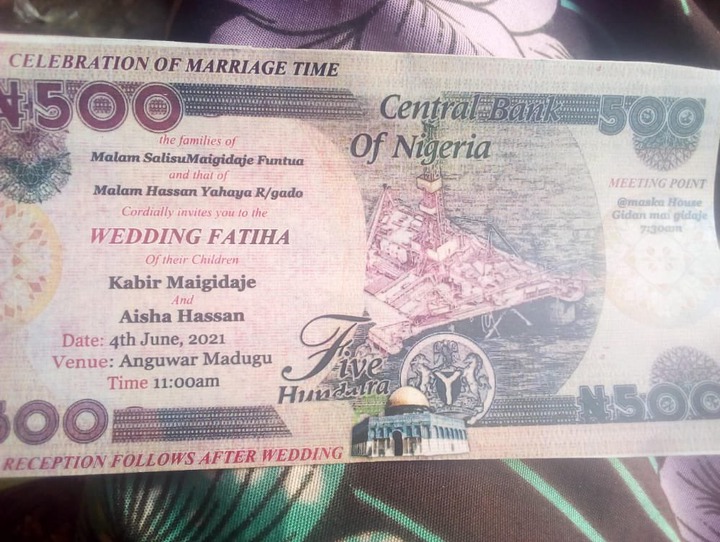 CELEBRATION OF MARRIAGE TIME
₦500
the families of
Malam SalisuMaigidaje Funtua
and that of
Malam Hassan Yahaya R/gado
Cordially invites you to the
WEDDING FATIHA
Of their Children
Kabir Maigidaje
And
Aisha Hassan
Date: 4th June, 2021
Venue: Anguwar Madugu
Time 11:00am
500
RECEPTION FOLLOWS AFTER WEDDING
Central Bank
Of Nigeria
500
MEETING POINT
@maska House
Gidan mai gidaje
7:30am
Five
₦500